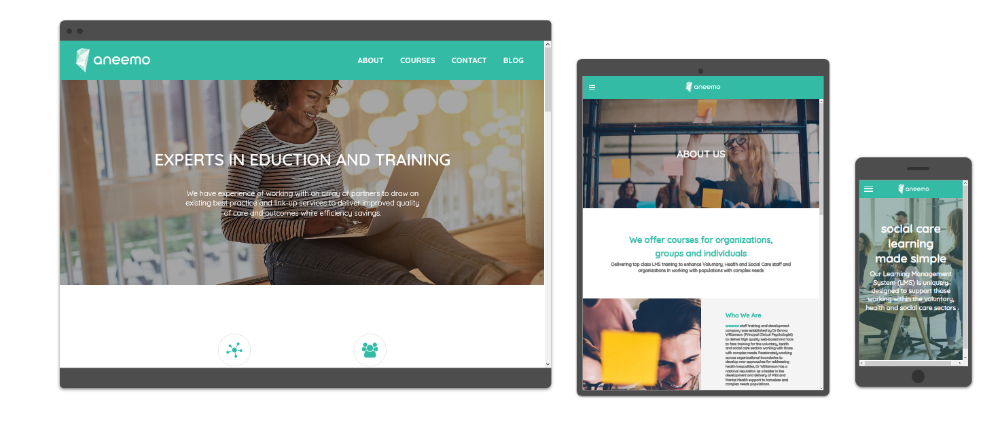 aneemo
ABOUT COURSES CONTACT BLOG
EXPERTS IN EDUCTION AND TRAINING
We have experience of working with an array of partners to draw on
existing best practice and link-up services to deliver improved quality
of care and outcomes while efficiency savings.
aneemo
ABOUT US
We offer courses for organizations,
groups and individuals
Delivering top class LMS training to enhance Voluntary, Health and Social Care staff and
organizations in working with populations with complex needs
Who We Are
aneemo staff training and development
company was established by Dr Emma
Williamson (Principal Clinical Psychologist)
to deliver high quality web-based and face
to face training for the voluntary, health
and social care sectors working with those
with complex needs. Passionately working
across organizational boundaries to
develop new approaches for addressing
health inequalities, Dr Williamson has a
national reputation as a leader in the
development and delivery of PIEs and
Mental Health support to homeless and
complex needs populations.
aneemo
social care
learning
made simple
Our Learning Management
System (LMS) is uniquely
designed to support those
working within the voluntary,
health and social care sectors